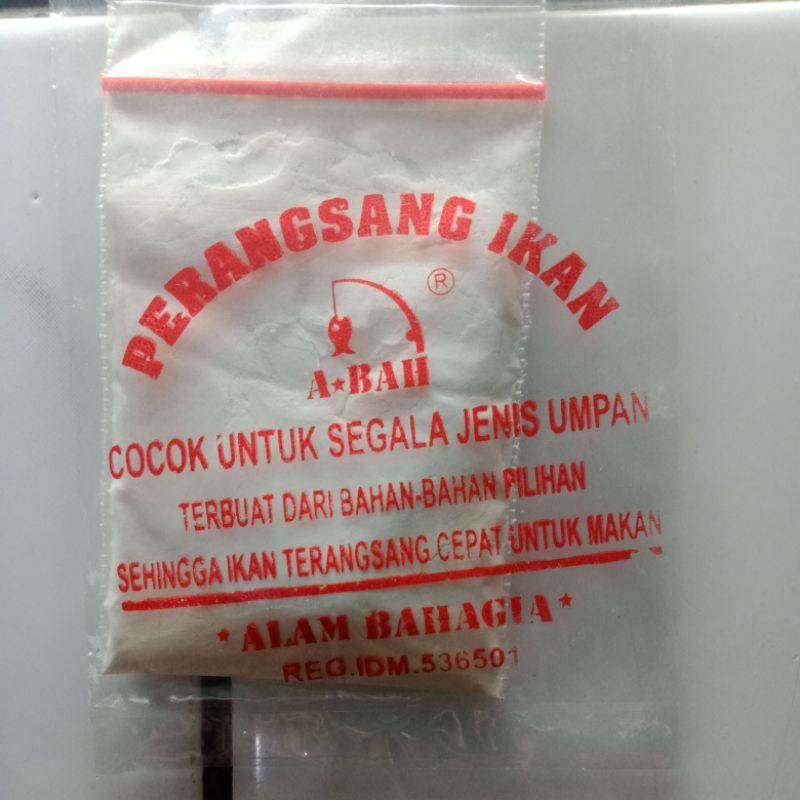 PERANGSANG IKAN
®
A★BAH
COCOK UNTUK SEGALA JENIS UMPAN
TERBUAT DARI BAHAN-BAHAN PILIHAN
SEHINGGA IKAN TERANGSANG CEPAT UNTUK MAKAN
★ ALAM BAHAGIA ★
REG.IDM.536501